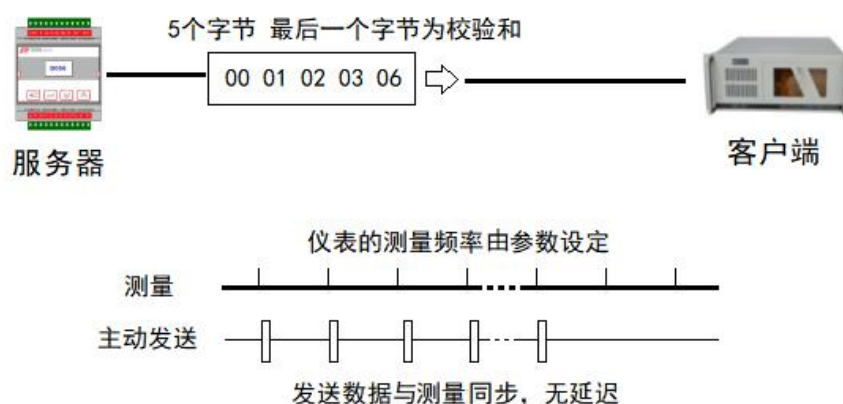 5个字节 最后一个字节为校验和
00 01 02 03 06
服务器
客户端
仪表的测量频率由参数设定
测量
主动发送
发送数据与测量同步，无延迟